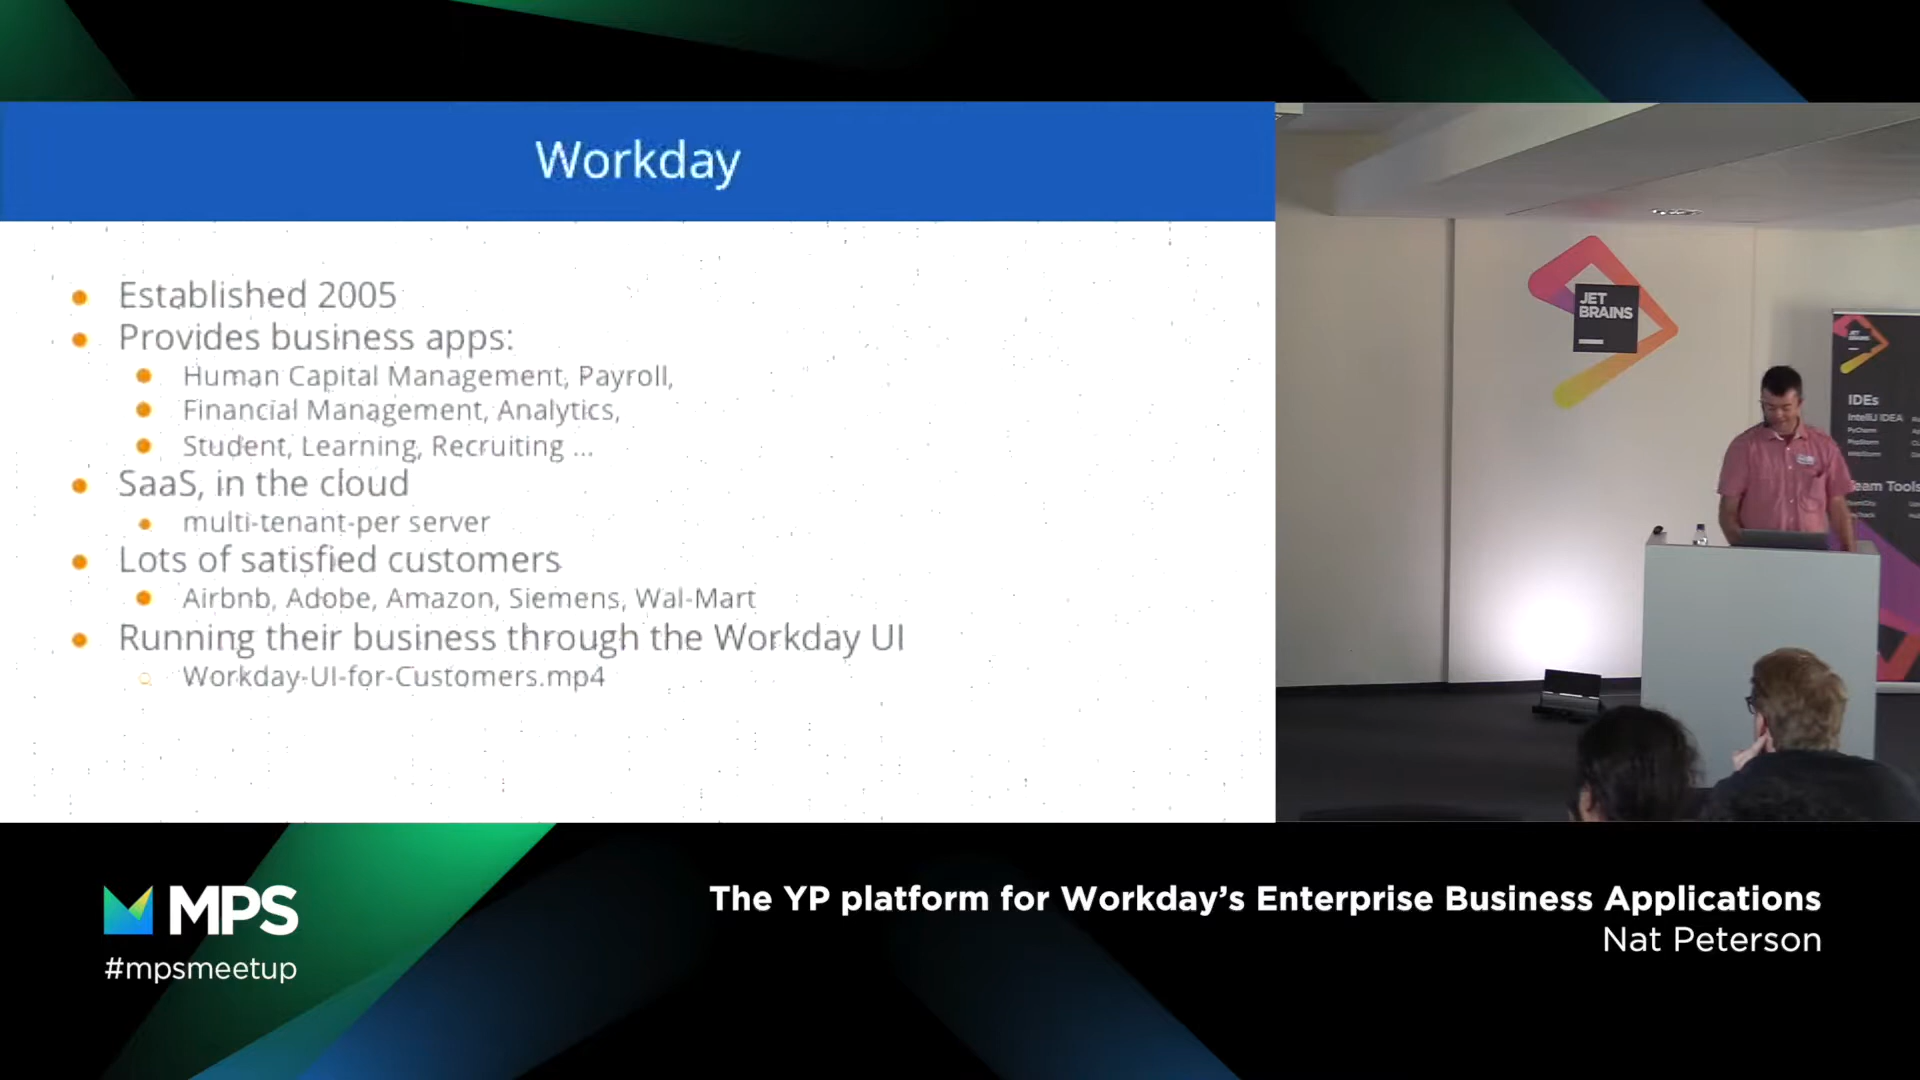 Workday
Established 2005
Provides business apps:
Human Capital Management, Payroll,
Financial Management, Analytics,
Student, Learning, Recruiting ...
SaaS, in the cloud
multi-tenant-per server
Lots of satisfied customers
Airbnb, Adobe, Amazon, Siemens, Wal-Mart
Running their business through the Workday UI
Workday-UI-for-Customers.mp4
JET
BRAINS
IDEs
IntelliJ IDEA
PyCharm
PhpStorm
WebStorm
Team Tools
MPS
#mpsmeetup
The YP platform for Workday's Enterprise Business Applications
Nat Peterson